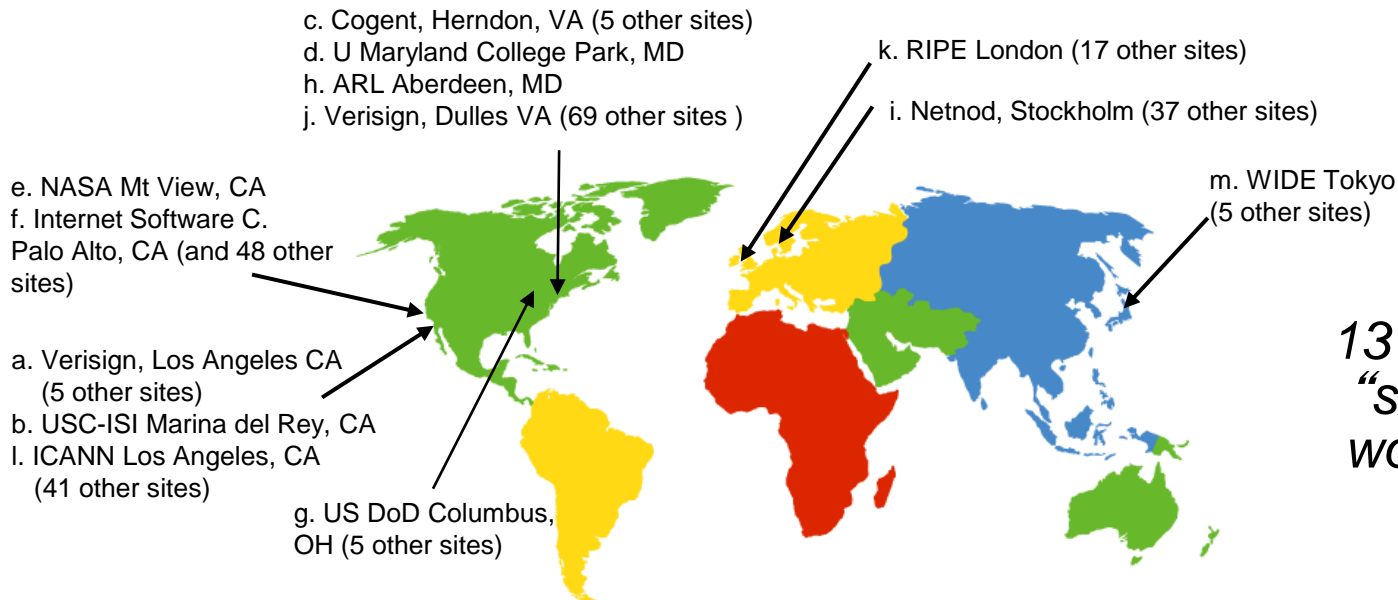 c. Cogent, Herndon, VA (5 other sites)
d. U Maryland College Park, MD
h. ARL Aberdeen, MD
j. Verisign, Dulles VA (69 other sites )
k. RIPE London (17 other sites)
i. Netnod, Stockholm (37 other sites)
m. WIDE Tokyo
(5 other sites)
e. NASA Mt View, CA
f. Internet Software C.
Palo Alto, CA (and 48 other
sites)
a. Verisign, Los Angeles CA
(5 other sites)
b. USC-ISI Marina del Rey, CA
l. ICANN Los Angeles, CA
(41 other sites)
g. US DoD Columbus,
OH (5 other sites)
13